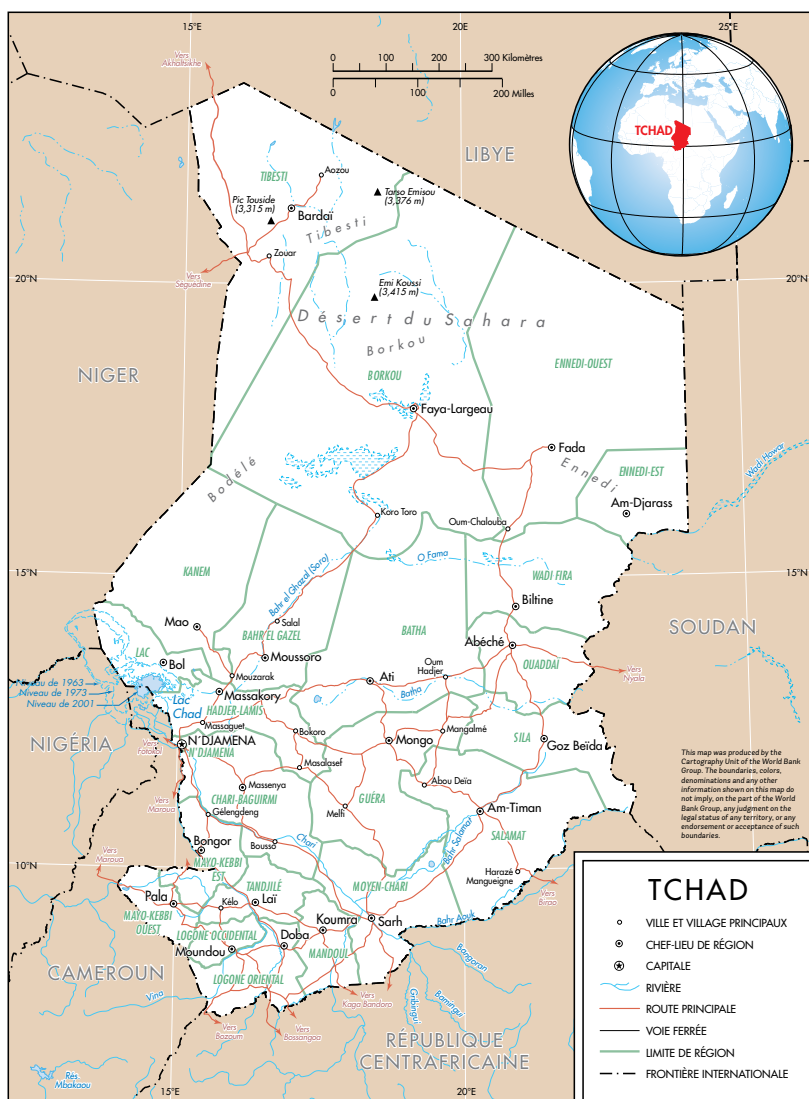 15°E
20°E
25°E
Vers
Akhaltsikhe
0 100 200 300 Kilomètres
0 100 200 Milles
TCHAD
LIBYE
TIBESTI
Aozou
Pic Touside
(3,315 m)
Tarso Emisou
(3,376 m)
Bardaï
Tibesti
Zouar
20°N
20°N
Vers
Seguedine
Emi Koussi
(3,415 m)
Désert du Sahara
Borkou
ENNEDI-OUEST
NIGER
BORKOU
Faya-Largeau
Fada
Ennedi
ENNEDI-EST
Wadi Howar
Bodélé
Am-Djarass
Koro Toro
Oum-Chalouba
15°N
15°N
O Fama
KANEM
Bahr el Ghazal (Soro)
WADI FIRA
Biltine
Mao
Salal
BATHA
SOUDAN
BAHR EL GAZEL
Abéché
LAC
Bol
Moussoro
OUADDAI
Oum
Hadjer
Vers
Nyala
Niveau de 1963
Niveau de 1973
Niveau de 2001
Mouzarak
Ati
Massakory
Batha
Lac
Chad
HADJER-LAMIS
Massaguet
Bokoro
Mangalmé
SILA
NIGÉRIA
N'DJAMENA
N'DJAMENA
Mongo
Goz Beïda
Vers
Fotokol
Masalasef
Abou Deïa
This map was produced by the
Cartography Unit of the World Bank
Group. The boundaries, colors,
denominations and any other
information shown on this map do
not imply, on the part of the World
Bank Group, any judgment on the
legal status of any territory, or any
endorsement or acceptance of such
boundaries.
Massenya
CHARI-BAGUIRMI
GUÉRA
Vers
Maroua
Gélengdeng
Melfi
Am-Timan
SALAMAT
Bongor
Bousso
Chari
Bahr Salamat
10°N
10°N
Vers
Maroua
MAYO-KEBBI
EST
Harazé
Mangueigne
TANDJILÉ
MOYEN-CHARI
Vers
Birao
Pala
Kélo
Laï
MAYO-KEBBI
OUEST
LOGONE OCCIDENTAL
Koumra
Sarh
Bahr Aouk
Doba
Moundou
MANDOUL
LOGONE ORIENTAL
CAMEROUN
Vina
Bangoran
Bamingui
Gribingui
Vers
Kaga Bandoro
Vers
Bozoum
Vers
Bossangoa
RÉPUBLIQUE
CENTRAFRICAINE
Rés.
Mbakaou
15°E
20°E
TCHAD
VILLE ET VILLAGE PRINCIPAUX
CHEF-LIEU DE RÉGION
CAPITALE
RIVIÈRE
ROUTE PRINCIPALE
VOIE FERRÉE
LIMITE DE RÉGION
FRONTIÈRE INTERNATIONALE